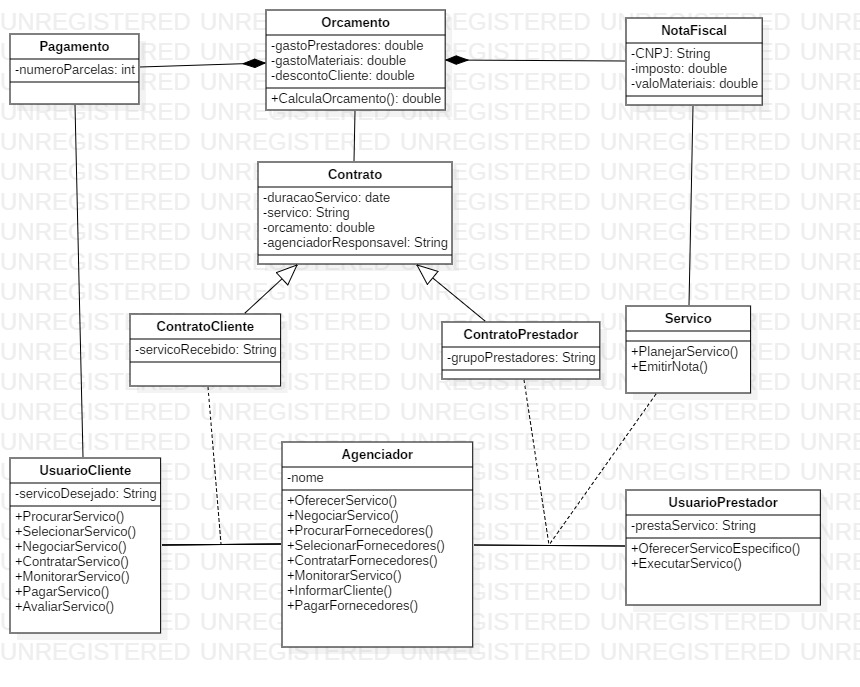 Pagamento
-numeroParcelas: int
Orcamento
-gastoPrestadores: double
-gastoMateriais: double
-descontoCliente: double
+CalculaOrcamento(): double
NotaFiscal
-CNPJ: String
-imposto: double
-valoMateriais: double
Contrato
-duracaoServico: date
-servico: String
-orcamento: double
-agenciadorResponsavel: String
ContratoCliente
-servicoRecebido: String
ContratoPrestador
-grupoPrestadores: String
Servico
+PlanejarServico()
+EmitirNota()
UsuarioCliente
-servicoDesejado: String
+ProcurarServico()
+SelecionarServico()
+NegociarServico()
+ContratarServico()
+MonitorarServico()
+PagarServico()
+AvaliarServico()
Agenciador
-nome
+OferecerServico()
+NegociarServico()
+ProcurarFornecedores()
+SelecionarFornecedores()
+ContratarFornecedores()
+MonitorarServico()
+InformarCliente()
+PagarFornecedores()
UsuarioPrestador
-prestaServico: String
+OferecerServicoEspecifico()
+ExecutarServico()
UNREGISTERED